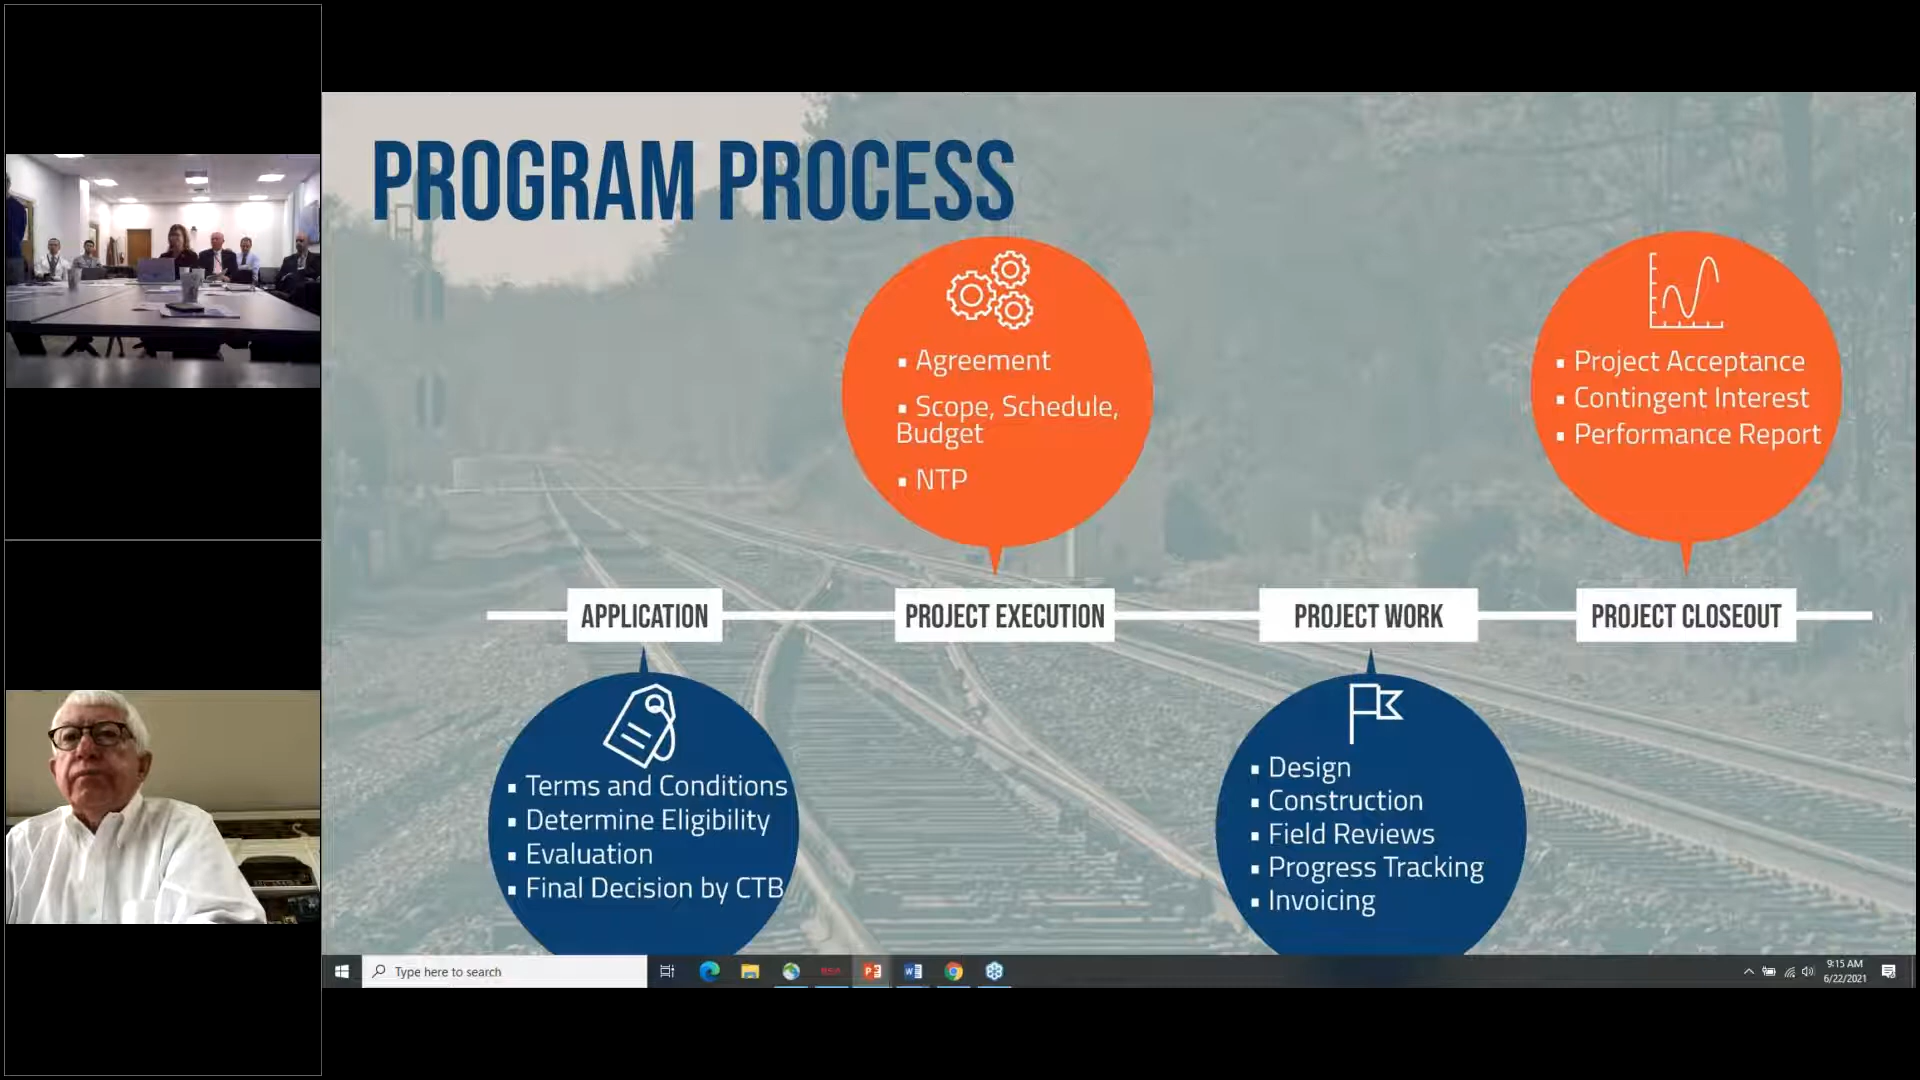 PROGRAM PROCESS
▪ Agreement
▪ Scope, Schedule,
Budget
▪ NTP
▪ Project Acceptance
▪ Contingent Interest
▪ Performance Report
APPLICATION
PROJECT EXECUTION
PROJECT WORK
PROJECT CLOSEOUT
▪ Terms and Conditions
▪ Determine Eligibility
▪ Evaluation
▪ Final Decision by CTB
▪ Design
▪ Construction
▪ Field Reviews
▪ Progress Tracking
▪ Invoicing
Type here to search
9:15 AM
6/22/2021